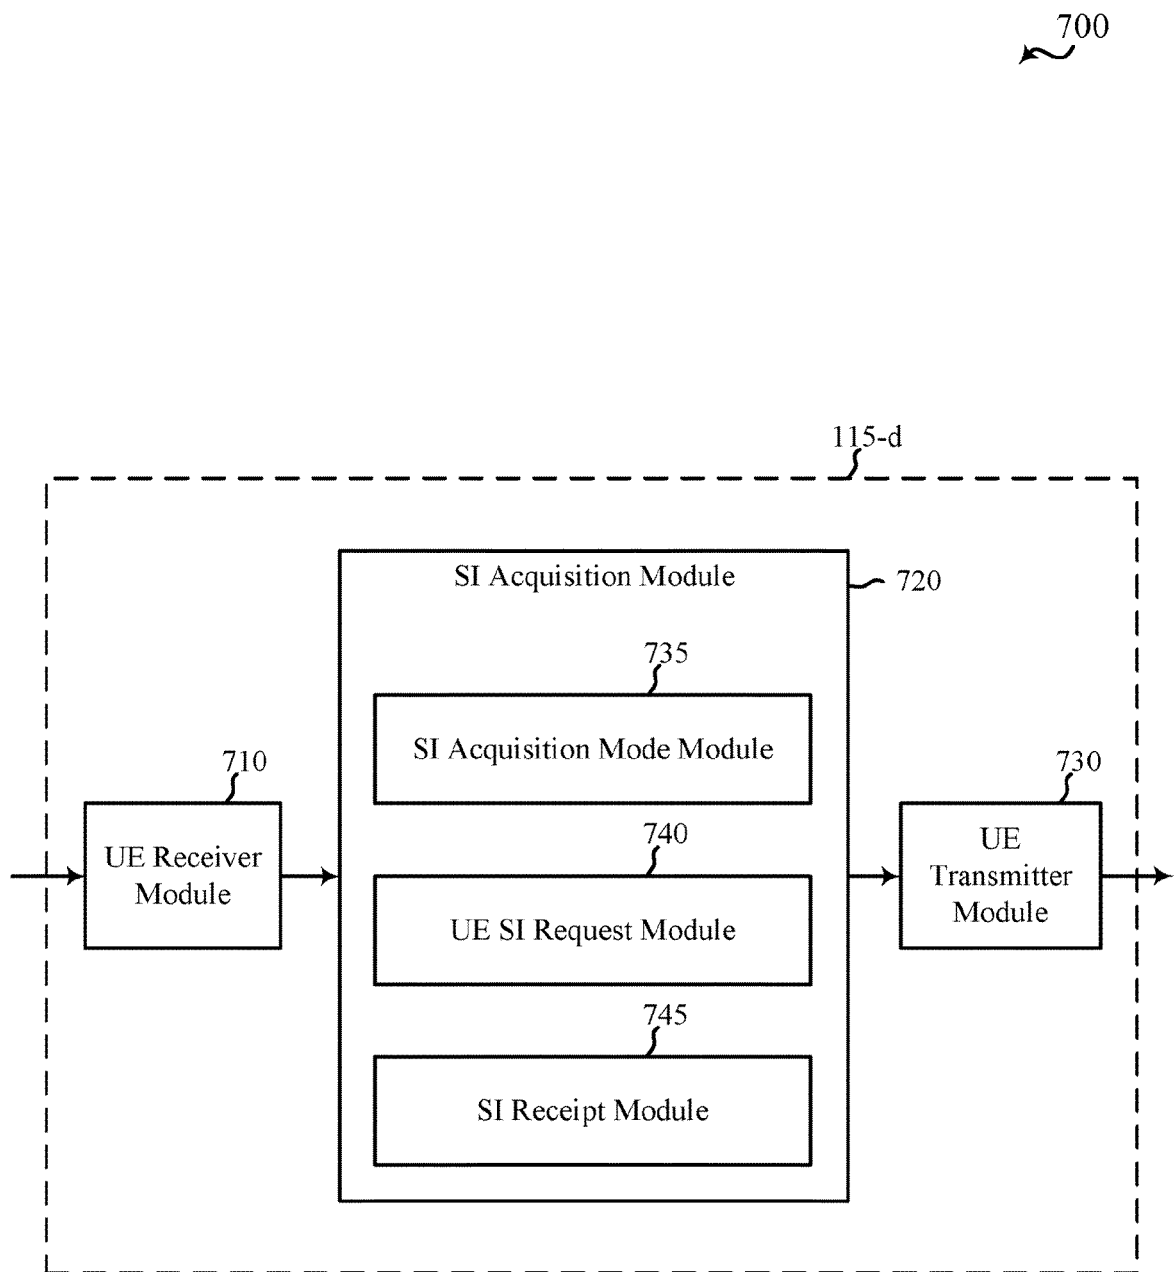 700
115-d
SI Acquisition Module
720
735
SI Acquisition Mode Module
710
UE Receiver
Module
740
UE SI Request Module
730
UE
Transmitter
Module
745
SI Receipt Module